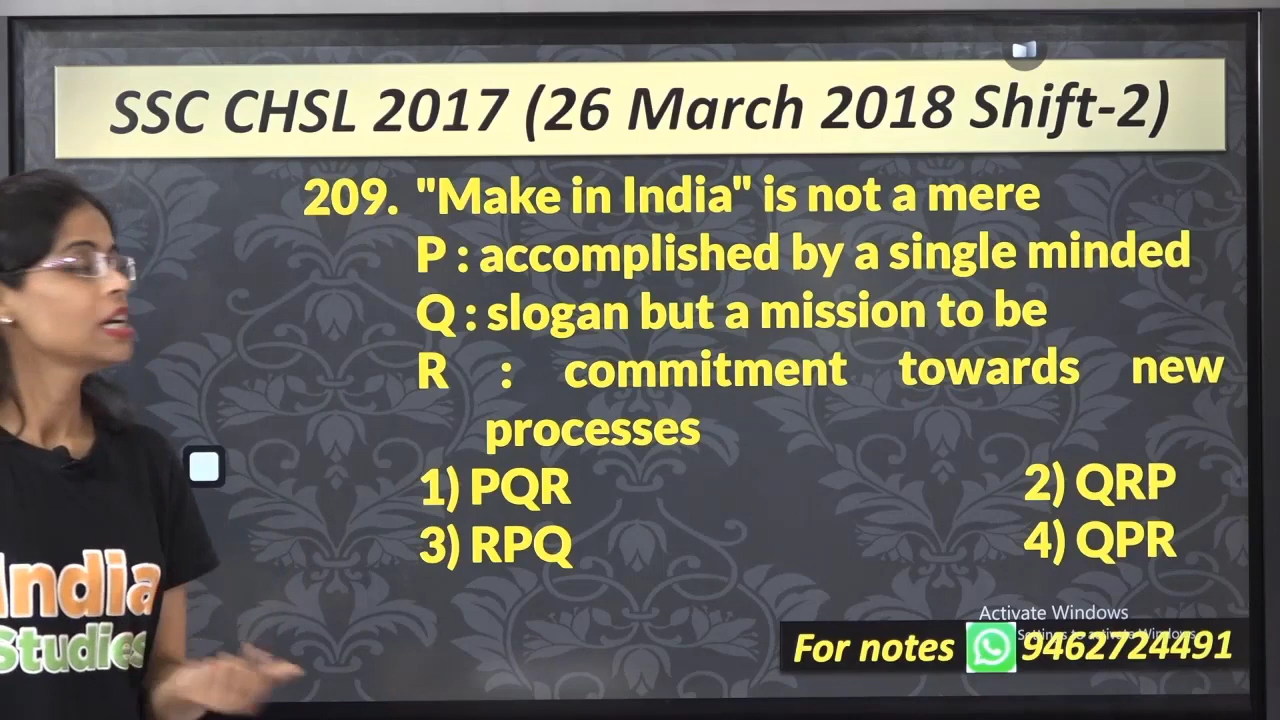 SSC CHSL 2017 (26 March 2018 Shift-2)
209. "Make in India" is not a mere
P : accomplished by a single minded
Q : slogan but a mission to be
R : commitment towards new
processes
1) PQR 2) QRP
3) RPQ 4) QPR
Activate Windows
For notes 9462724491
India
Studies